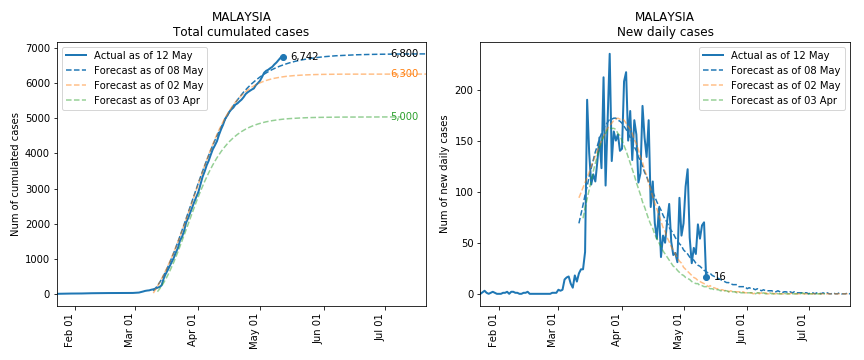 MALAYSIA
Total cumulated cases
Num of cumulated cases
7000
6000
5000
4000
3000
2000
1000
0
Actual as of 12 May
Forecast as of 08 May
Forecast as of 02 May
Forecast as of 03 Apr
6,742
6,800
6,300
5,000
Feb 01
Mar 01
Apr 01
May 01
Jun 01
Jul 01
MALAYSIA
New daily cases
Num of new daily cases
200
150
100
50
0
Actual as of 12 May
Forecast as of 08 May
Forecast as of 02 May
Forecast as of 03 Apr
16
Feb 01
Mar 01
Apr 01
May 01
Jun 01
Jul 01